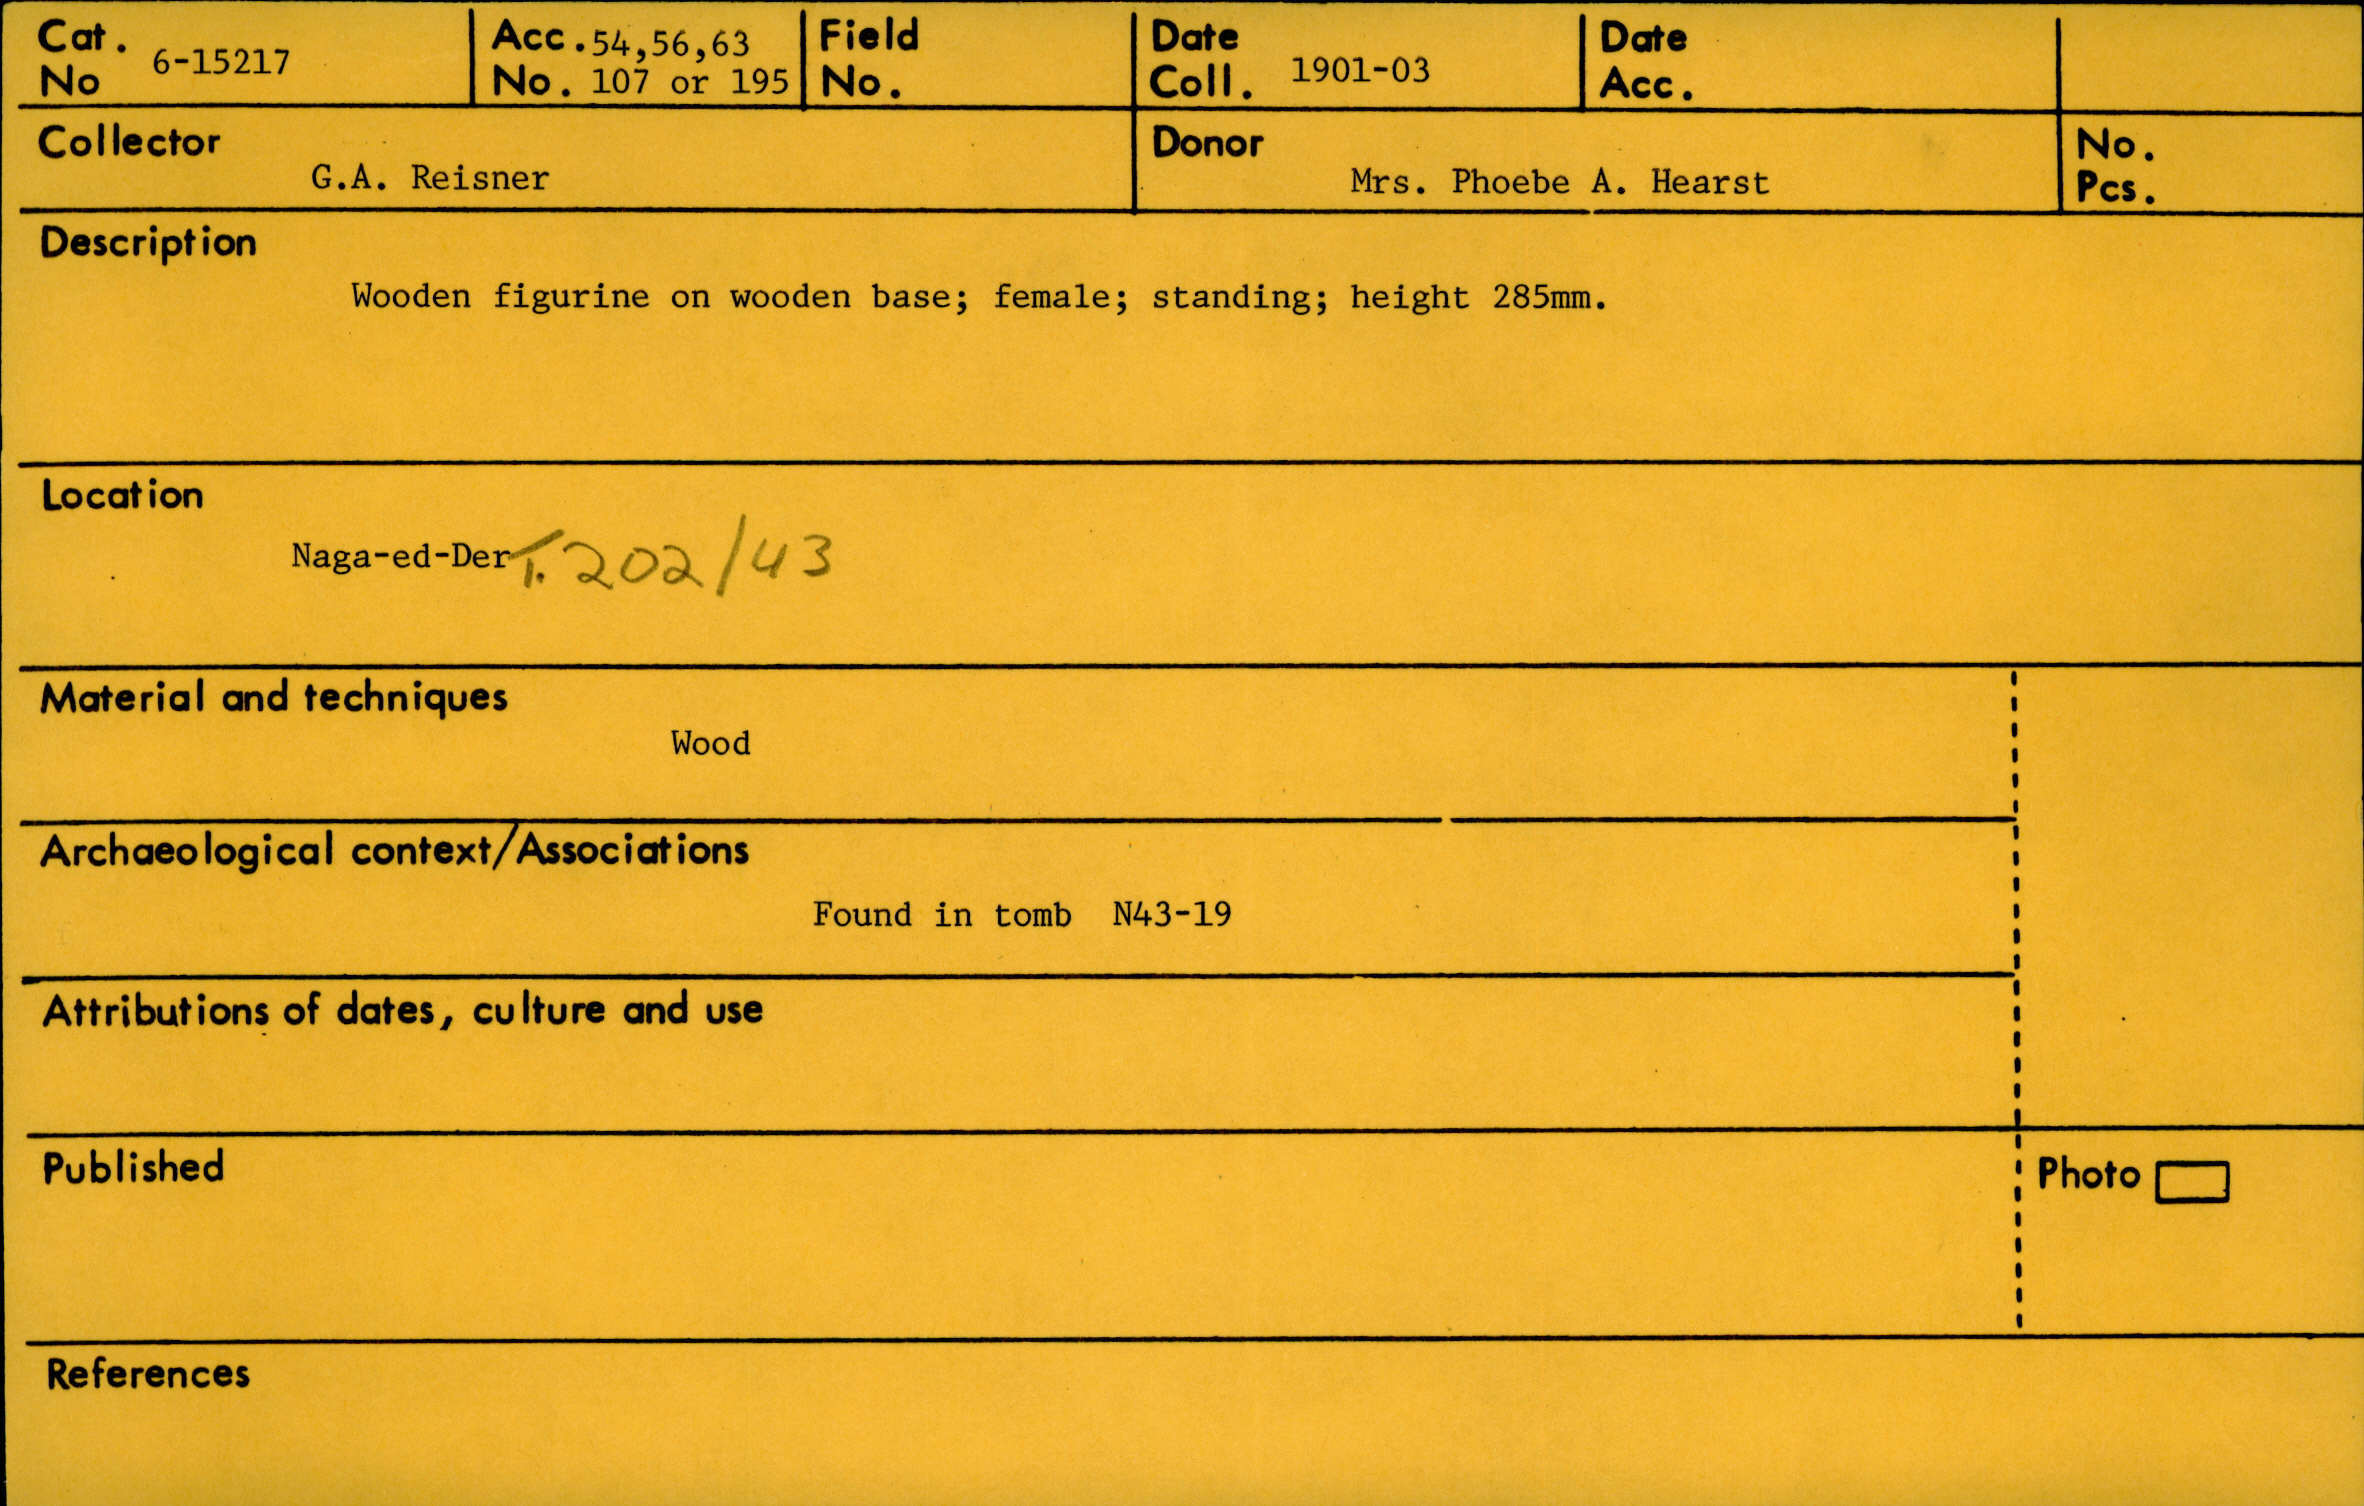 Cat. No 6-15217
Acc. No. 54,56,63 107 or 195
Field No.
Date Coll. 1901-03
Date Acc.
Collector
G.A. Reisner
Donor
Mrs. Phoebe A. Hearst
No. Pcs.
Description
Wooden figurine on wooden base; female; standing; height 285mm.
Location
Naga-ed-Der T. 202/43
Material and techniques
Wood
Archaeological context/Associations
Found in tomb N43-19
Attributions of dates, culture and use
Published
Photo
References